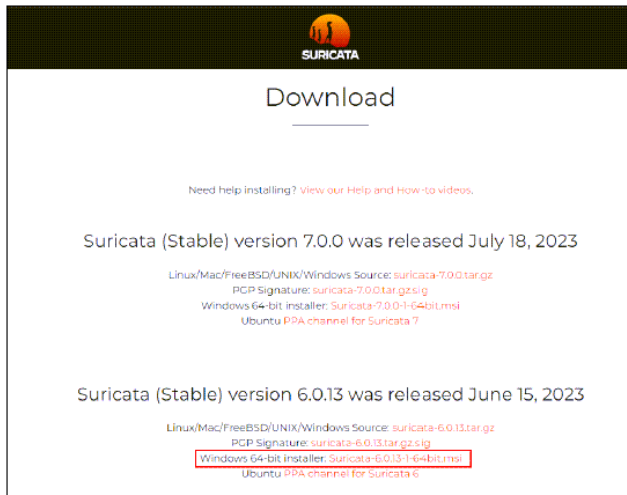 SURICATA
Download
Need help installing? View our Help and How-to videos.
Suricata (Stable) version 7.0.0 was released July 18, 2023
Linux/Mac/FreeBSD/UNIX/Windows Source: suricata-7.0.0.tar.gz
PGP Signature: suricata-7.0.0.tar.gz.sig
Windows 64-bit installer: Suricata-7.0.0-1-64bit.msi
Ubuntu PPA channel for Suricata 7
Suricata (Stable) version 6.0.13 was released June 15, 2023
Linux/Mac/FreeBSD/UNIX/Windows Source: suricata-6.0.13.tar.gz
PGP Signature: suricata-6.0.13.tar.gz.sig
Windows 64-bit installer: Suricata-6.0.13-1-64bit.msi
Ubuntu PPA channel for Suricata 6